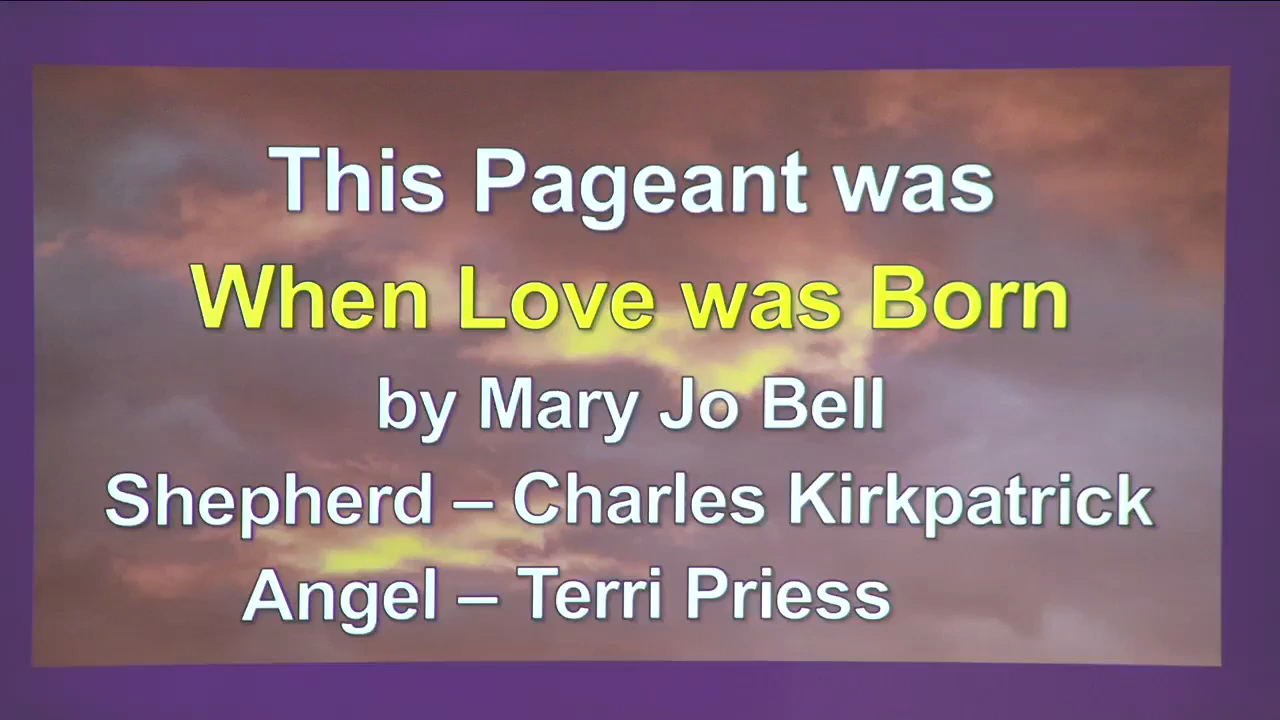 This Pageant was
When Love was Born
by Mary Jo Bell
Shepherd – Charles Kirkpatrick
Angel – Terri Priess